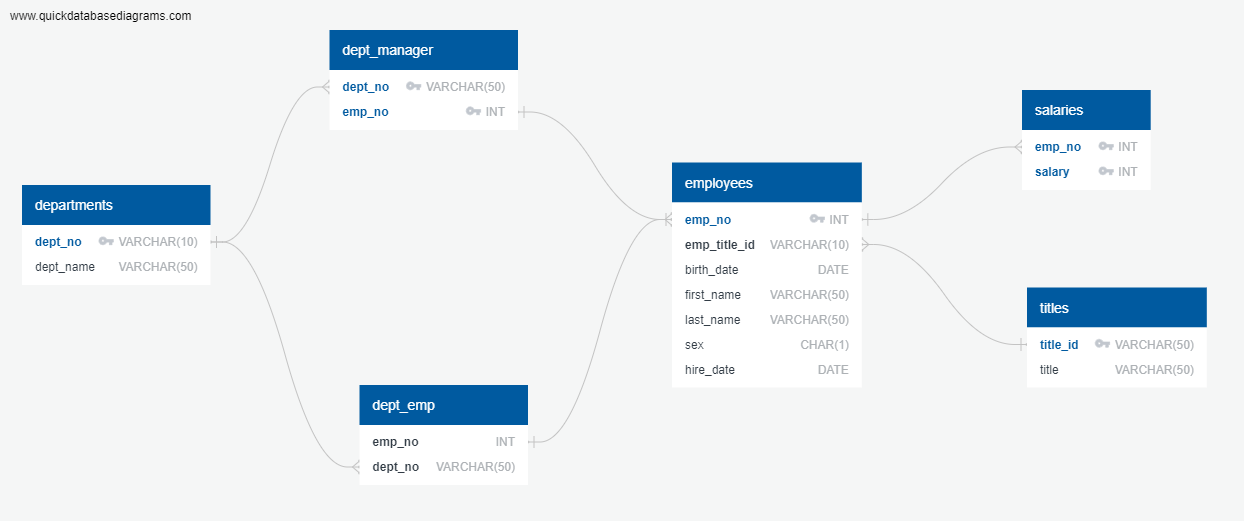 www.quickdatabasediagrams.com
dept_manager
dept_no VARCHAR(50)
emp_no INT
departments
dept_no VARCHAR(10)
dept_name VARCHAR(50)
dept_emp
emp_no INT
dept_no VARCHAR(50)
employees
emp_no INT
emp_title_id VARCHAR(10)
birth_date DATE
first_name VARCHAR(50)
last_name VARCHAR(50)
sex CHAR(1)
hire_date DATE
salaries
emp_no INT
salary INT
titles
title_id VARCHAR(50)
title VARCHAR(50)